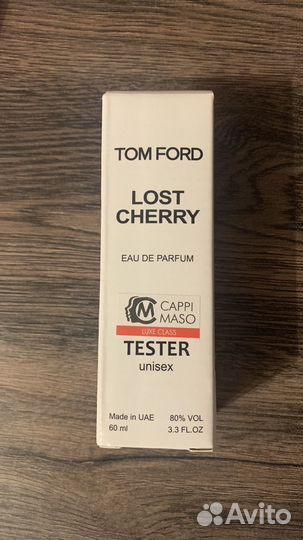 TOM FORD
LOST
CHERRY
EAU DE PARFUM
CM CAPPI
MASO
LUXE CLASS
TESTER
unisex
Made in UAE 80% VOL
60 ml 3.3 FL.OZ
Avito